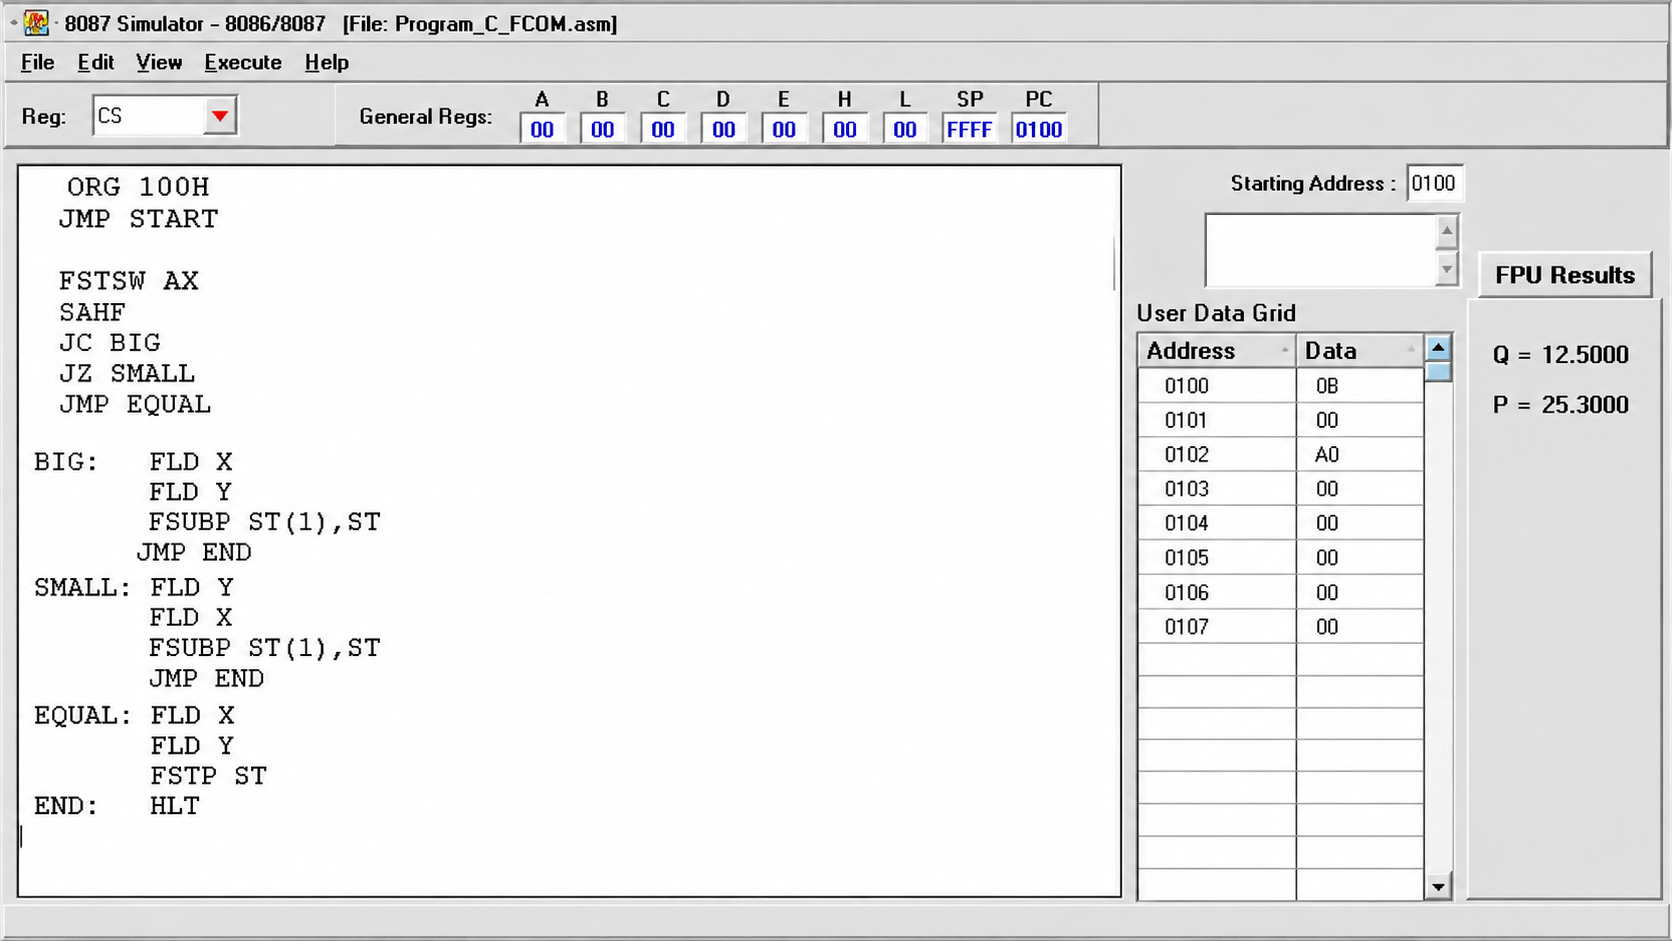 8087 Simulator – 8086/8087 [File: Program_C_FCOM.asm]
File Edit View Execute Help
Reg: CS
General Regs:
A B C D E H L SP PC
00 00 00 00 00 00 00 FFFF 0100
ORG 100H
JMP START
FSTSW AX
SAHF
JC BIG
JZ SMALL
JMP EQUAL
BIG: FLD X
FLD Y
FSUBP ST(1),ST
JMP END
SMALL: FLD Y
FLD X
FSUBP ST(1),ST
JMP END
EQUAL: FLD X
FLD Y
FSTP ST
END: HLT
Starting Address : 0100
User Data Grid
Address Data
0100 0B
0101 00
0102 A0
0103 00
0104 00
0105 00
0106 00
0107 00
FPU Results
Q = 12.5000
P = 25.3000